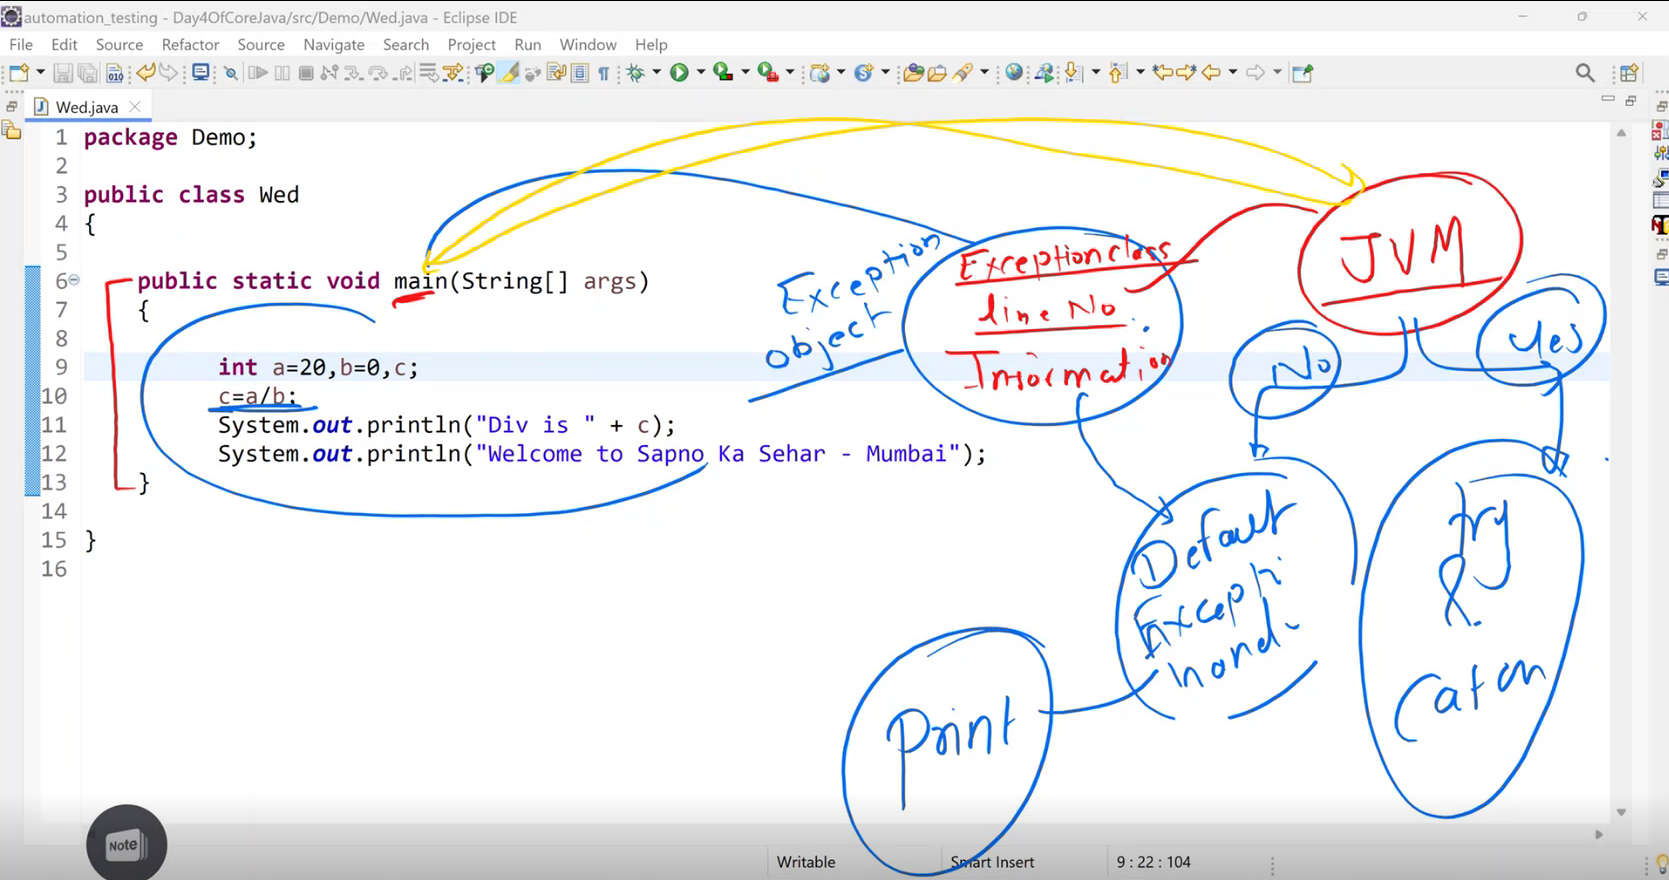 automation_testing - Day4OfCoreJava/src/Demo/Wed.java - Eclipse IDE
File Edit Source Refactor Source Navigate Search Project Run Window Help
Wed.java
1 package Demo;
2
3 public class Wed
4 {
5
6 public static void main(String[] args)
7 {
8
9 int a=20,b=0,c;
10 c=a/b;
11 System.out.println("Div is " + c);
12 System.out.println("Welcome to Sapno Ka Sehar - Mumbai");
13 }
14
15 }
16
Exception
object
Exception class
line No
Information
JVM
No
Yes
Default
Excepti
hand
try
&
catch
Print
Note
Writable Smart Insert 9 : 22 : 104